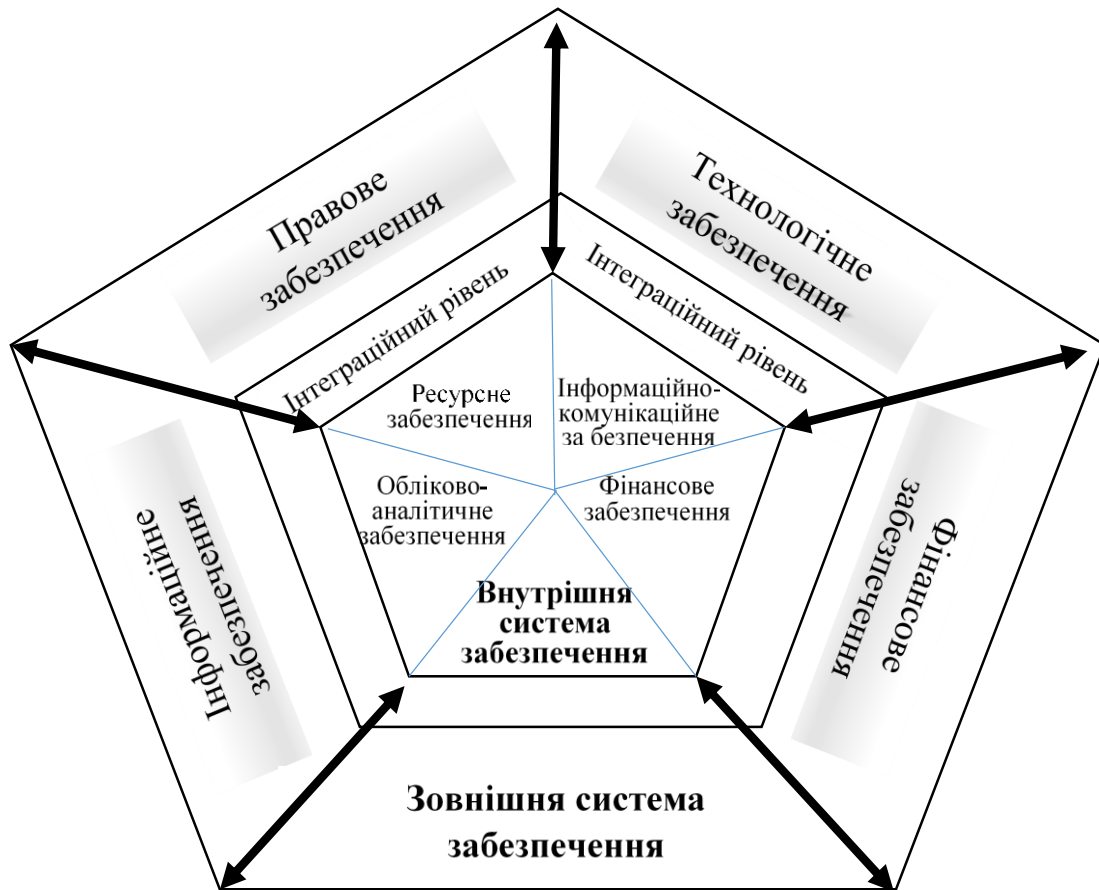 Правове
забезпечення
Технологічне
забезпечення
Інтеграційний рівень
Інтеграційний рівень
Ресурсне
забезпечення
Інформаційно-
комунікаційне
за безпечення
Обліково-
аналітичне
забезпечення
Фінансове
забезпечення
Інформаційне
забезпечення
Фінансове
забезпечення
Внутрішня
система
забезпечення
Зовнішня система
забезпечення